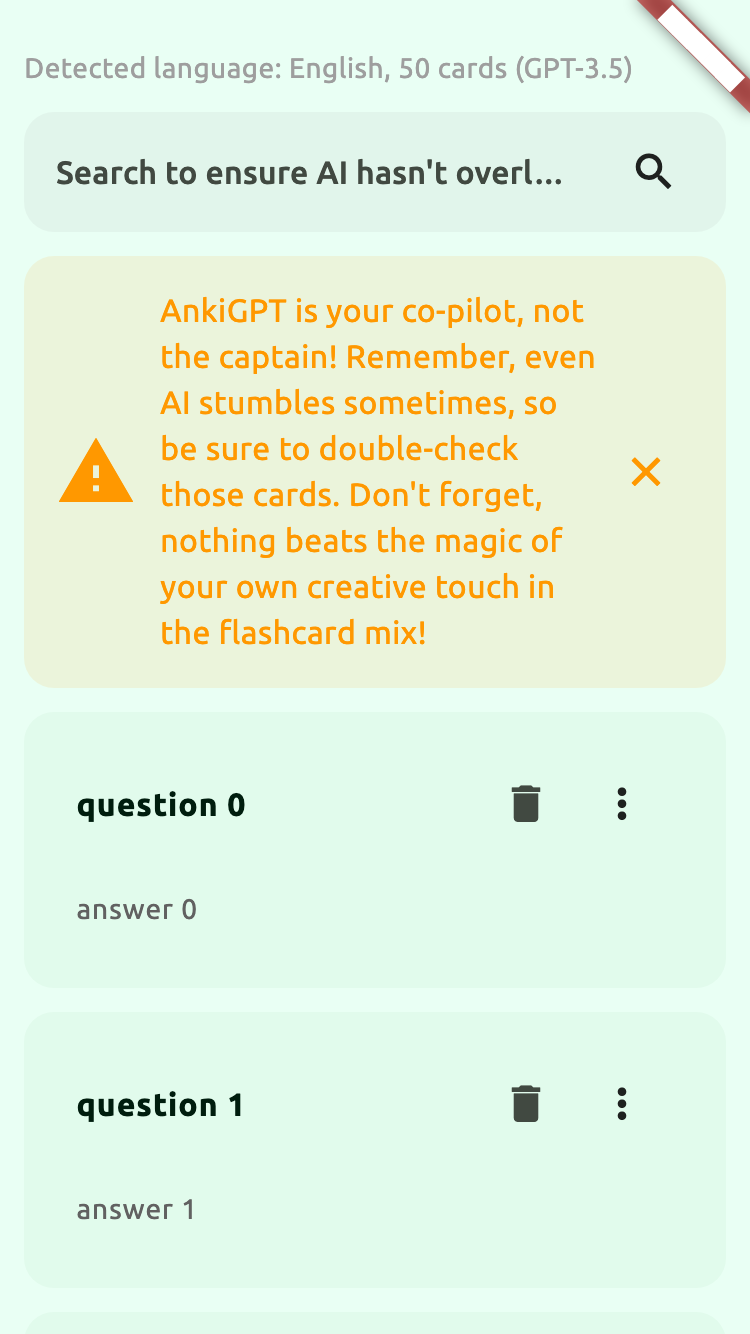 Detected language: English, 50 cards (GPT-3.5)
Search to ensure AI hasn't overl...
AnkiGPT is your co-pilot, not
the captain! Remember, even
AI stumbles sometimes, so
be sure to double-check
those cards. Don't forget,
nothing beats the magic of
your own creative touch in
the flashcard mix!
question 0
answer 0
question 1
answer 1